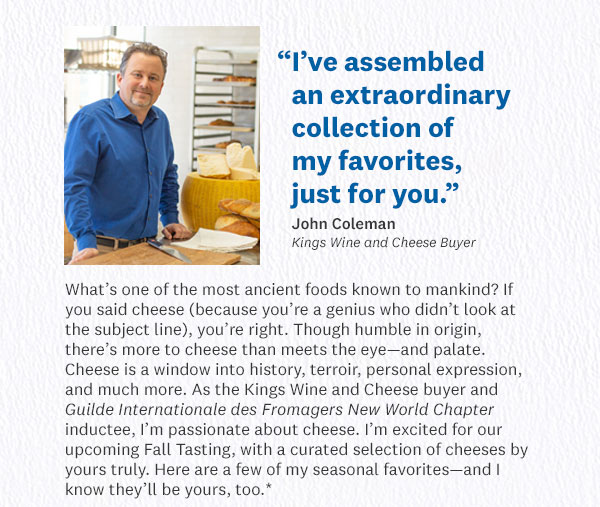 “I’ve assembled
an extraordinary
collection of
my favorites,
just for you.”
John Coleman
Kings Wine and Cheese Buyer
What’s one of the most ancient foods known to mankind? If
you said cheese (because you’re a genius who didn’t look at
the subject line), you’re right. Though humble in origin,
there’s more to cheese than meets the eye—and palate.
Cheese is a window into history, terroir, personal expression,
and much more. As the Kings Wine and Cheese buyer and
Guilde Internationale des Fromagers New World Chapter
inductee, I’m passionate about cheese. I’m excited for our
upcoming Fall Tasting, with a curated selection of cheeses by
yours truly. Here are a few of my seasonal favorites—and I
know they’ll be yours, too.*